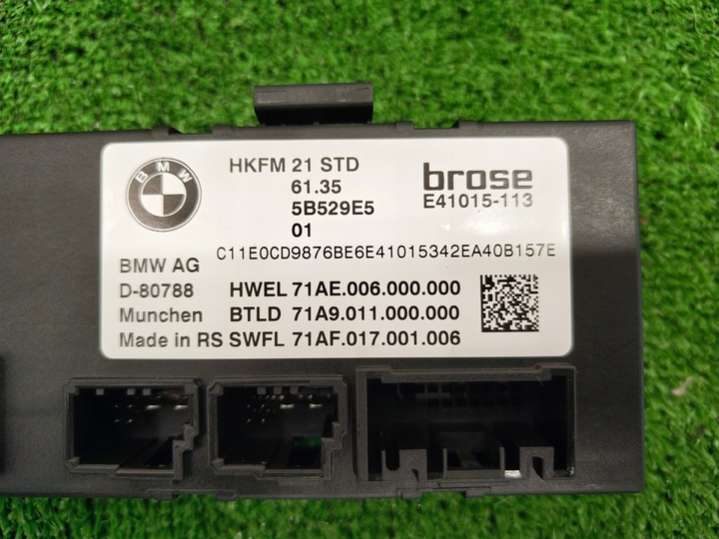 BMW
HKFM 21 STD
61.35
5B529E5
01
brose
E41015-113
C11E0CD9876BE6E41015342EA40B157E
BMW AG
D-80788 HWEL 71AE.006.000.000
Munchen BTLD 71A9.011.000.000
Made in RS SWFL 71AF.017.001.006